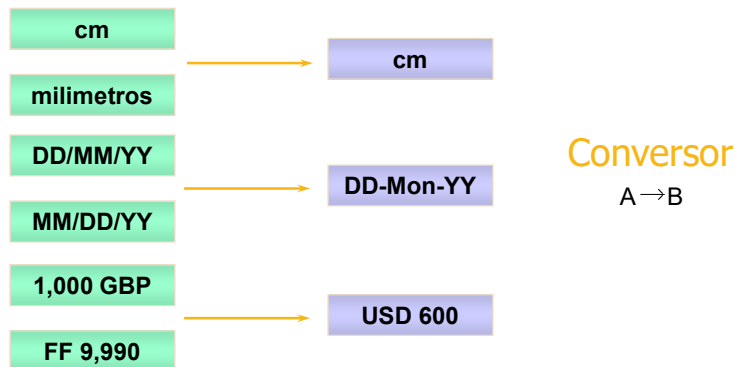 cm
milimetros
cm
DD/MM/YY
MM/DD/YY
DD-Mon-YY
1,000 GBP
FF 9,990
USD 600
Conversor
A→B